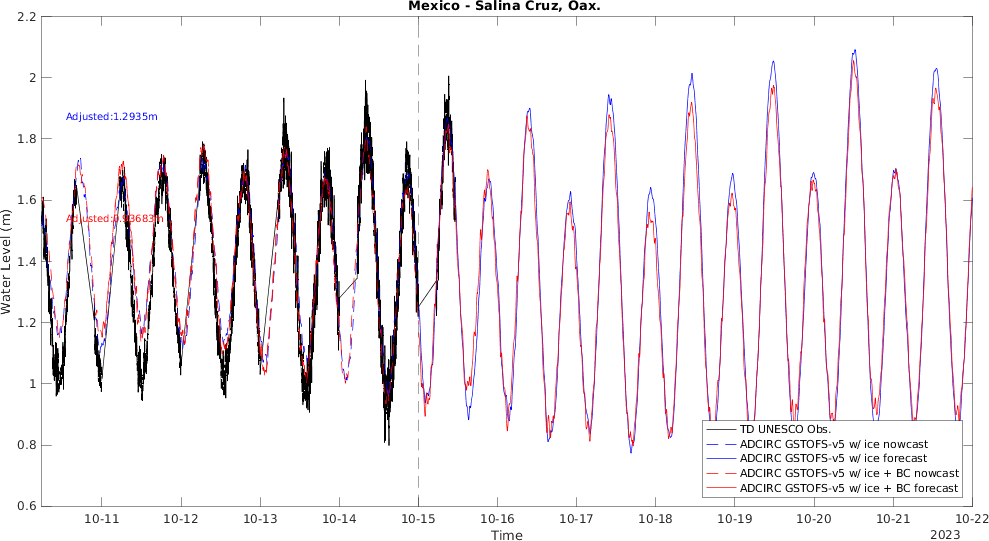 Mexico - Salina Cruz, Oax.
Water Level (m)
2.2
2
1.8
1.6
1.4
1.2
1
0.8
0.6
Adjusted:1.2935m
Adjusted:0.93683m
TD UNESCO Obs.
ADCIRC GSTOFS-v5 w/ ice nowcast
ADCIRC GSTOFS-v5 w/ ice forecast
ADCIRC GSTOFS-v5 w/ ice + BC nowcast
ADCIRC GSTOFS-v5 w/ ice + BC forecast
10-11 10-12 10-13 10-14 10-15 10-16 10-17 10-18 10-19 10-20 10-21 10-22
Time
2023